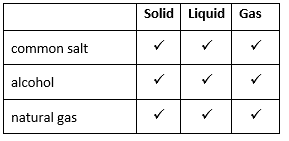 Solid Liquid Gas
common salt ✓ ✓ ✓
alcohol ✓ ✓ ✓
natural gas ✓ ✓ ✓